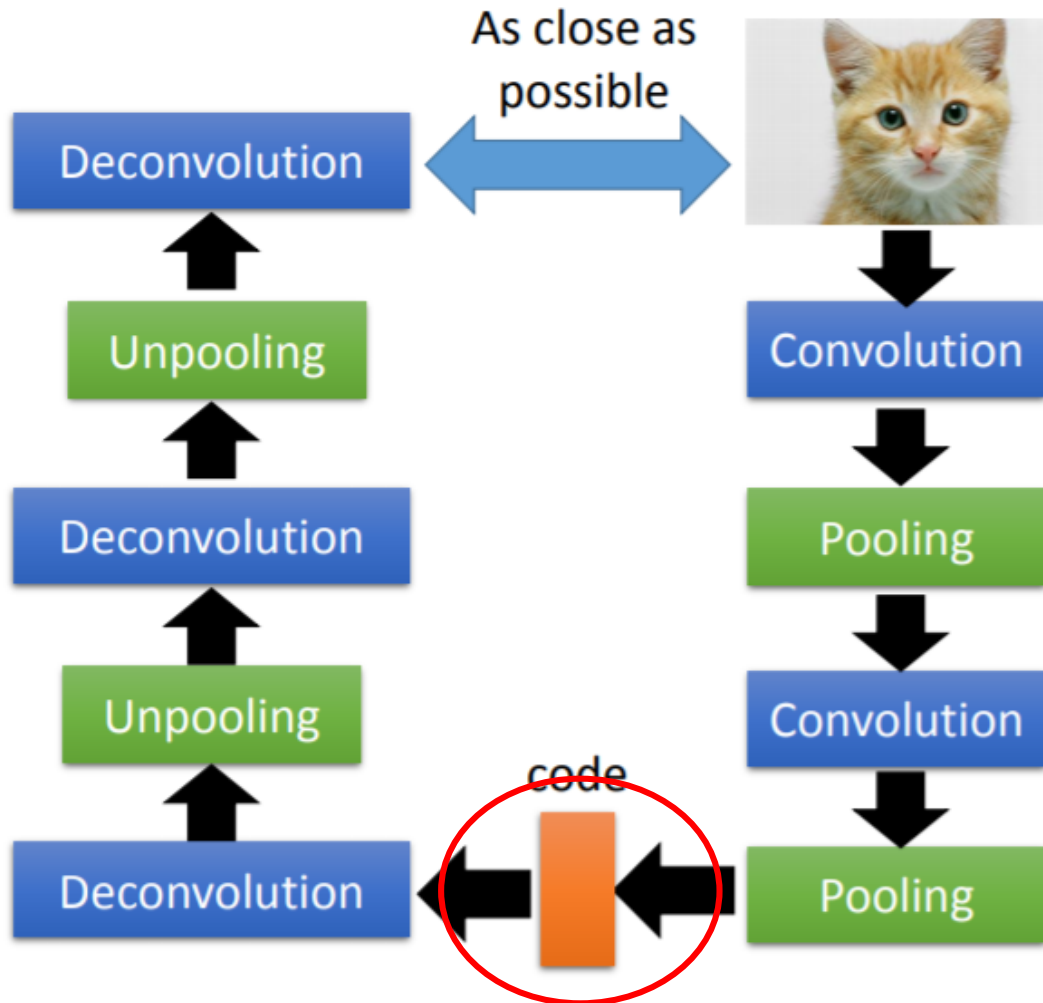 As close as
possible
Deconvolution
Unpooling
Convolution
Deconvolution
Pooling
Unpooling
Convolution
code
Deconvolution
Pooling